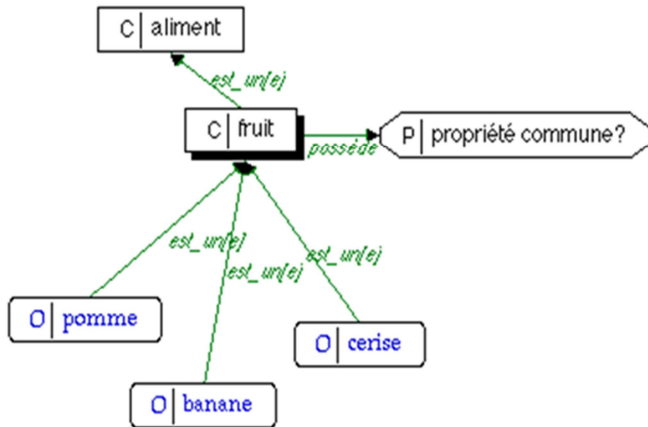 C aliment
est_un(e)
C fruit
possède
P propriété commune?
est_un(e)
est_un(e)
est_un(e)
O pomme
O cerise
O banane